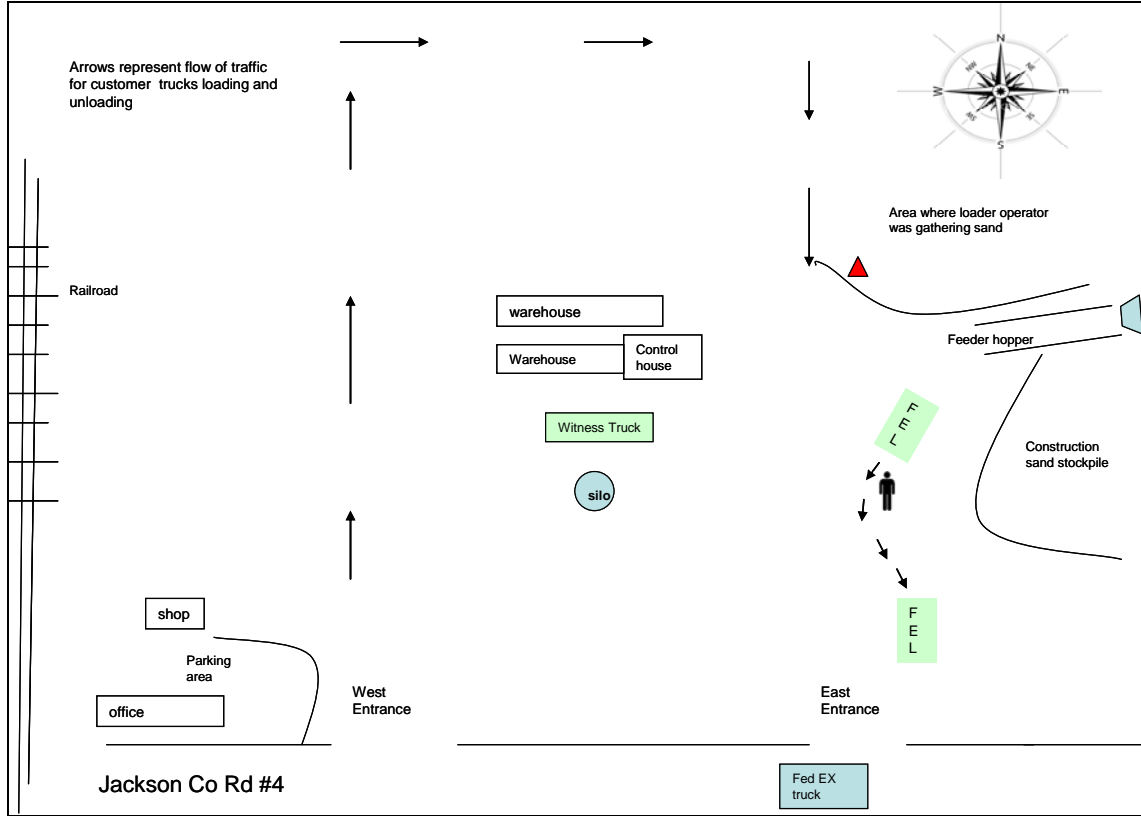 Arrows represent flow of traffic
for customer trucks loading and
unloading
N
NW
NE
W
E
SW
SE
S
Area where loader operator
was gathering sand
Railroad
warehouse
Warehouse
Control
house
Feeder hopper
Witness Truck
F
E
L
Construction
sand stockpile
silo
shop
F
E
L
Parking
area
office
West
Entrance
East
Entrance
Jackson Co Rd #4
Fed EX
truck